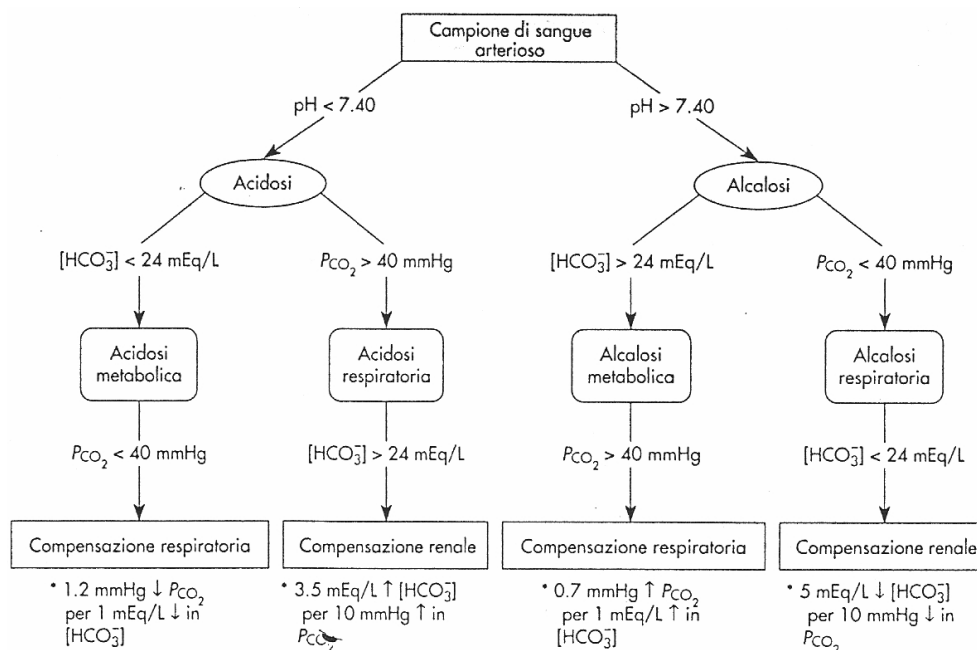 Campione di sangue
arterioso
pH < 7.40
pH > 7.40
Acidosi
Alcalosi
[HCO₃⁻] < 24 mEq/L
PCO₂ > 40 mmHg
[HCO₃⁻] > 24 mEq/L
PCO₂ < 40 mmHg
Acidosi
metabolica
Acidosi
respiratoria
Alcalosi
metabolica
Alcalosi
respiratoria
PCO₂ < 40 mmHg
[HCO₃⁻] > 24 mEq/L
PCO₂ > 40 mmHg
[HCO₃⁻] < 24 mEq/L
Compensazione respiratoria
Compensazione renale
Compensazione respiratoria
Compensazione renale
* 1.2 mmHg ↓ PCO₂
per 1 mEq/L ↓ in
[HCO₃⁻]
* 3.5 mEq/L ↑ [HCO₃⁻]
per 10 mmHg ↑ in
* 0.7 mmHg ↑ PCO₂
per 1 mEq/L ↑ in
[HCO₃⁻]
* 5 mEq/L ↓ [HCO₃⁻]
per 10 mmHg ↓ in
PCO₂